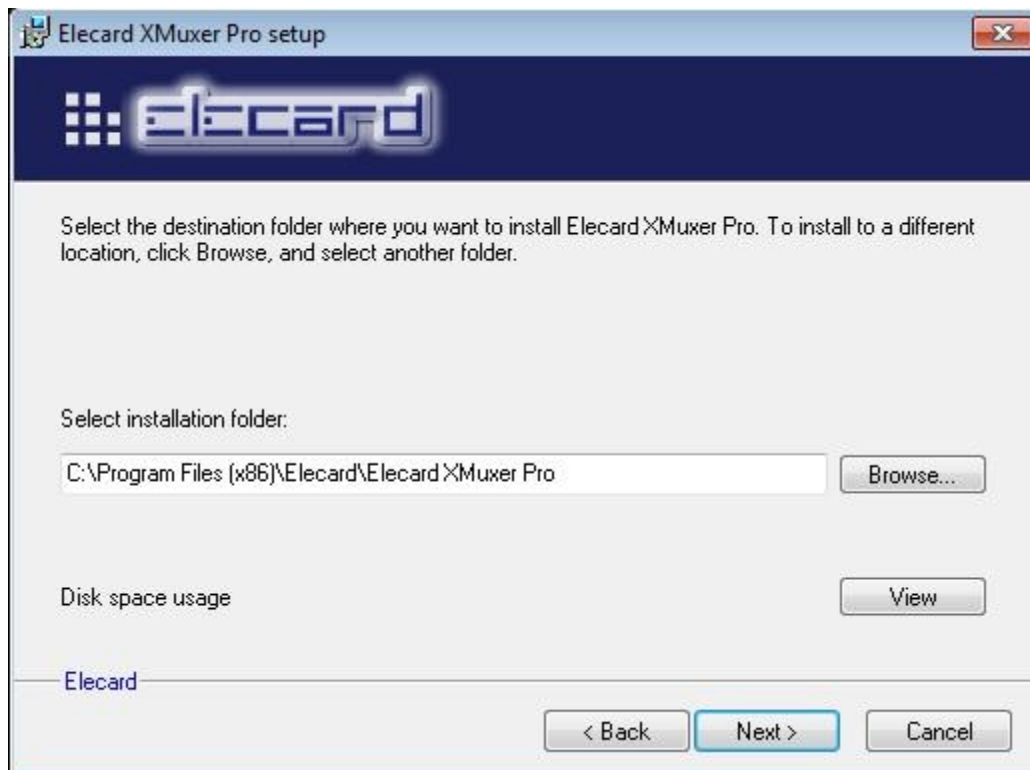 Elecard XMuxer Pro setup
elecard
Select the destination folder where you want to install Elecard XMuxer Pro. To install to a different
location, click Browse, and select another folder.
Select installation folder:
C:\Program Files (x86)\Elecard\Elecard XMuxer Pro
Browse...
Disk space usage
View
Elecard
< Back
Next >
Cancel